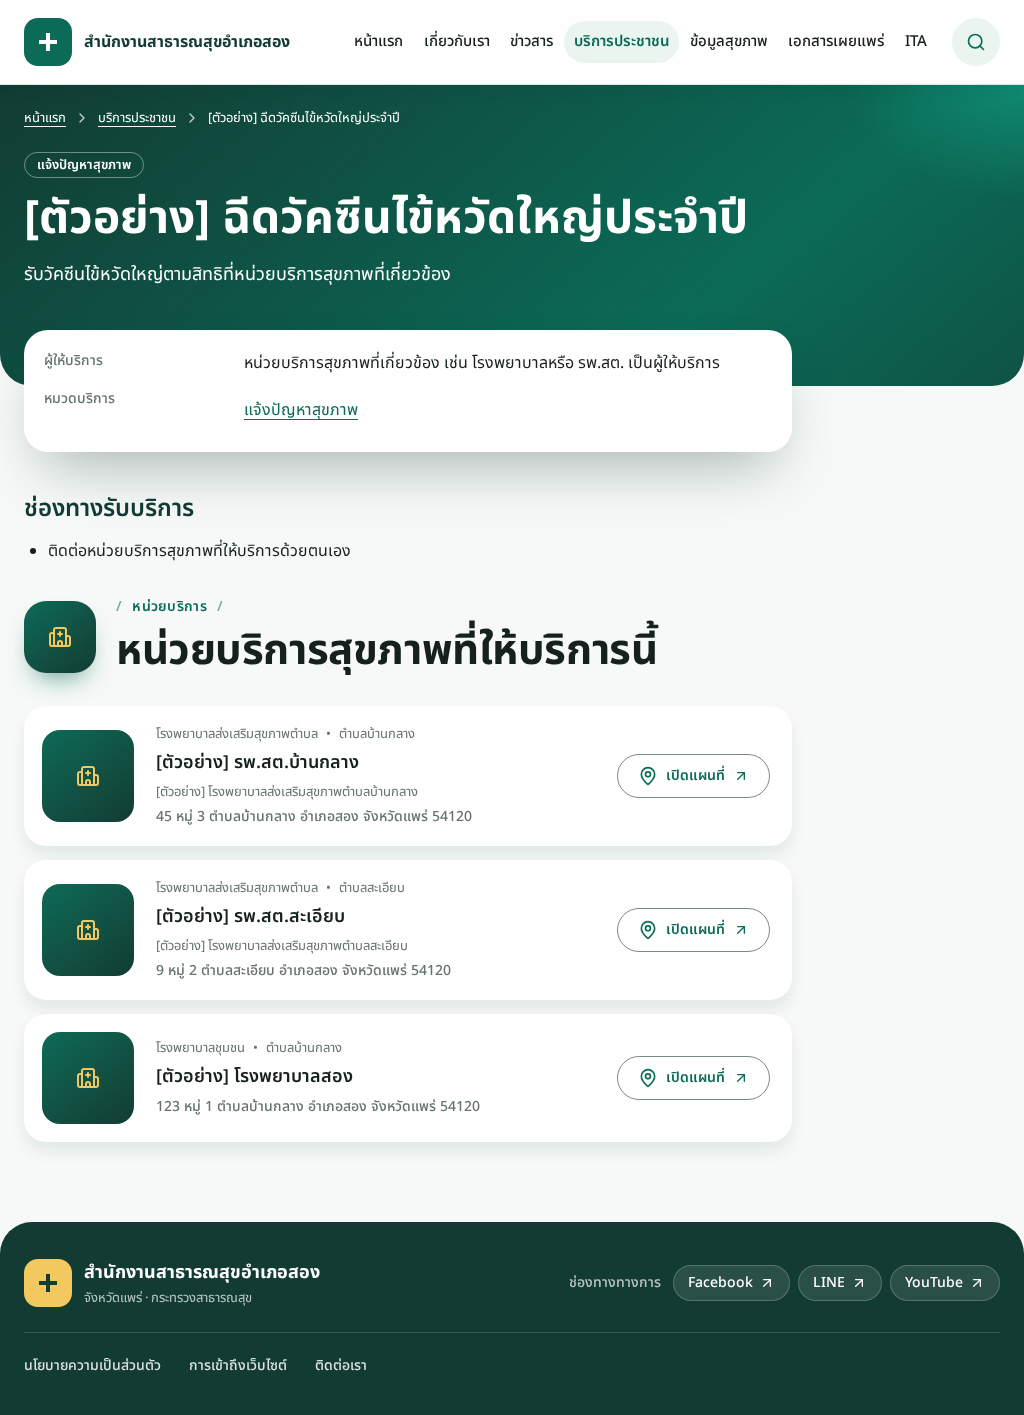 สำนักงานสาธารณสุขอำเภอสอง
หน้าแรก เกี่ยวกับเรา ข่าวสาร บริการประชาชน ข้อมูลสุขภาพ เอกสารเผยแพร่ ITA
หน้าแรก > บริการประชาชน > [ตัวอย่าง] ฉีดวัคซีนไข้หวัดใหญ่ประจำปี
แจ้งปัญหาสุขภาพ
[ตัวอย่าง] ฉีดวัคซีนไข้หวัดใหญ่ประจำปี
รับวัคซีนไข้หวัดใหญ่ตามสิทธิที่หน่วยบริการสุขภาพที่เกี่ยวข้อง
ผู้ให้บริการ
หน่วยบริการสุขภาพที่เกี่ยวข้อง เช่น โรงพยาบาลหรือ รพ.สต. เป็นผู้ให้บริการ
หมวดบริการ
แจ้งปัญหาสุขภาพ
ช่องทางรับบริการ
• ติดต่อหน่วยบริการสุขภาพที่ให้บริการด้วยตนเอง
/ หน่วยบริการ /
หน่วยบริการสุขภาพที่ให้บริการนี้
โรงพยาบาลส่งเสริมสุขภาพตำบล • ตำบลบ้านกลาง
[ตัวอย่าง] รพ.สต.บ้านกลาง
[ตัวอย่าง] โรงพยาบาลส่งเสริมสุขภาพตำบลบ้านกลาง
45 หมู่ 3 ตำบลบ้านกลาง อำเภอสอง จังหวัดแพร่ 54120
เปิดแผนที่
โรงพยาบาลส่งเสริมสุขภาพตำบล • ตำบลสะเอียบ
[ตัวอย่าง] รพ.สต.สะเอียบ
[ตัวอย่าง] โรงพยาบาลส่งเสริมสุขภาพตำบลสะเอียบ
9 หมู่ 2 ตำบลสะเอียบ อำเภอสอง จังหวัดแพร่ 54120
เปิดแผนที่
โรงพยาบาลชุมชน • ตำบลบ้านกลาง
[ตัวอย่าง] โรงพยาบาลสอง
123 หมู่ 1 ตำบลบ้านกลาง อำเภอสอง จังหวัดแพร่ 54120
เปิดแผนที่
สำนักงานสาธารณสุขอำเภอสอง
จังหวัดแพร่ · กระทรวงสาธารณสุข
ช่องทางทางการ Facebook LINE YouTube
นโยบายความเป็นส่วนตัว การเข้าถึงเว็บไซต์ ติดต่อเรา